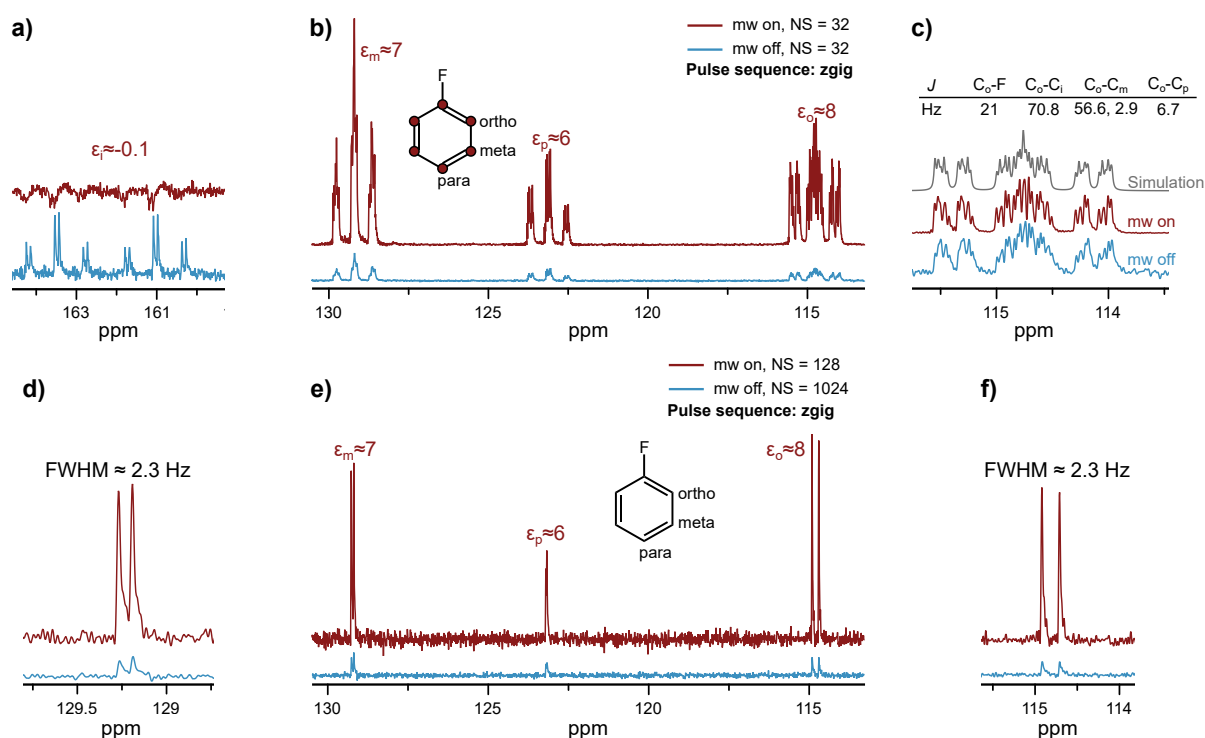 a)
ε_i≈-0.1
163
161
ppm
b)
mw on, NS = 32
mw off, NS = 32
Pulse sequence: zgig
ε_m≈7
F
ortho
meta
para
ε_p≈6
ε_o≈8
130
125
120
115
ppm
c)
J C_o-F C_o-C_i C_o-C_m C_o-C_p
Hz 21 70.8 56.6, 2.9 6.7
Simulation
mw on
mw off
115
114
ppm
d)
FWHM ≈ 2.3 Hz
129.5
129
ppm
e)
mw on, NS = 128
mw off, NS = 1024
Pulse sequence: zgig
ε_m≈7
ε_p≈6
F
ortho
meta
para
ε_o≈8
130
125
120
115
ppm
f)
FWHM ≈ 2.3 Hz
115
114
ppm